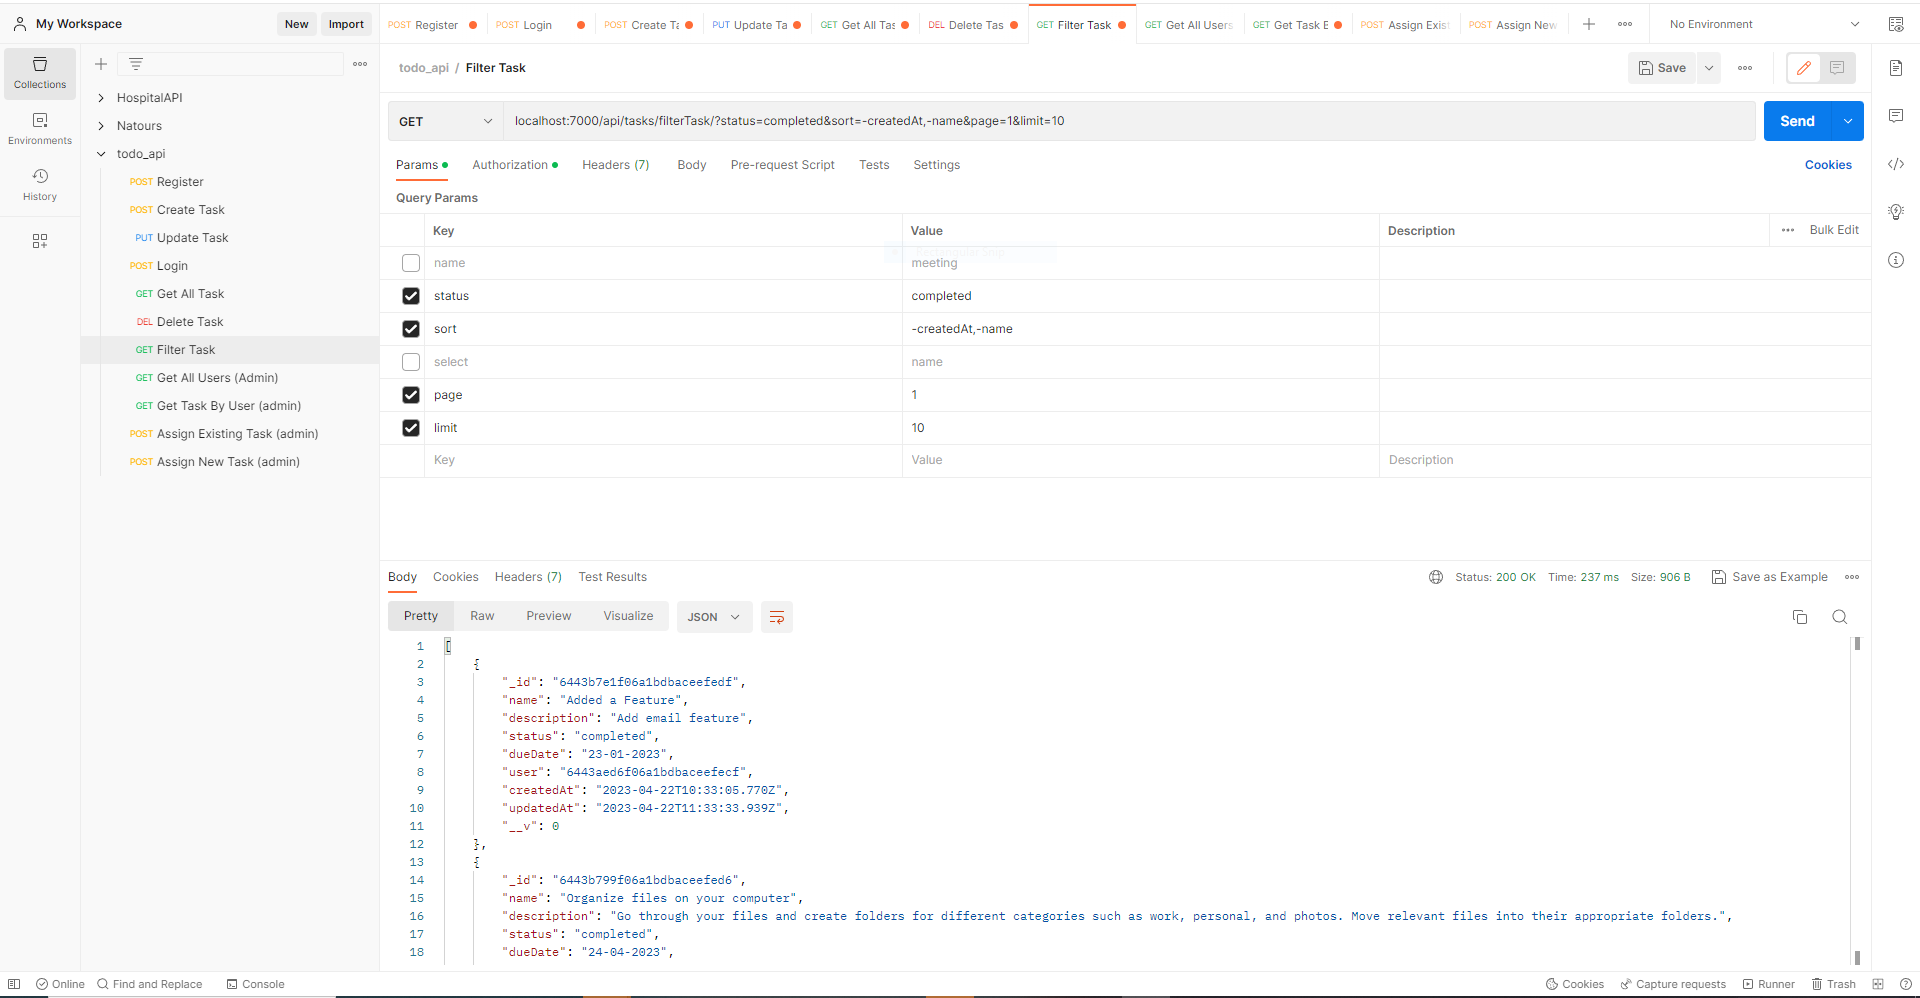 My Workspace
New
Import
POST Register
POST Login
POST Create Ta
PUT Update Ta
GET Get All Tas
DEL Delete Tas
GET Filter Task
GET Get All Users
GET Get Task B
POST Assign Exis
POST Assign New
No Environment
Collections
Environments
History
HospitalAPI
Natours
todo_api
POST Register
POST Create Task
PUT Update Task
POST Login
GET Get All Task
DEL Delete Task
GET Filter Task
GET Get All Users (Admin)
GET Get Task By User (admin)
POST Assign Existing Task (admin)
POST Assign New Task (admin)
todo_api / Filter Task
Save
GET
localhost:7000/api/tasks/filterTask/?status=completed&sort=-createdAt,-name&page=1&limit=10
Send
Params
Authorization
Headers (7)
Body
Pre-request Script
Tests
Settings
Cookies
Query Params
Key Value Description Bulk Edit
name meeting
status completed
sort -createdAt,-name
select name
page 1
limit 10
Key Value Description
Body Cookies Headers (7) Test Results
Status: 200 OK Time: 237 ms Size: 906 B Save as Example
Pretty Raw Preview Visualize JSON
1 [
2 {
3 "_id": "6443b7e1f06a1bdbaceefedf",
4 "name": "Added a Feature",
5 "description": "Add email feature",
6 "status": "completed",
7 "dueDate": "23-01-2023",
8 "user": "6443aed6f06a1bdbaceefecf",
9 "createdAt": "2023-04-22T10:33:05.770Z",
10 "updatedAt": "2023-04-22T11:33:33.939Z",
11 "__v": 0
12 },
13 {
14 "_id": "6443b799f06a1bdbaceefed6",
15 "name": "Organize files on your computer",
16 "description": "Go through your files and create folders for different categories such as work, personal, and photos. Move relevant files into their appropriate folders.",
17 "status": "completed",
18 "dueDate": "24-04-2023",
Online
Find and Replace
Console
Cookies
Capture requests
Runner
Trash